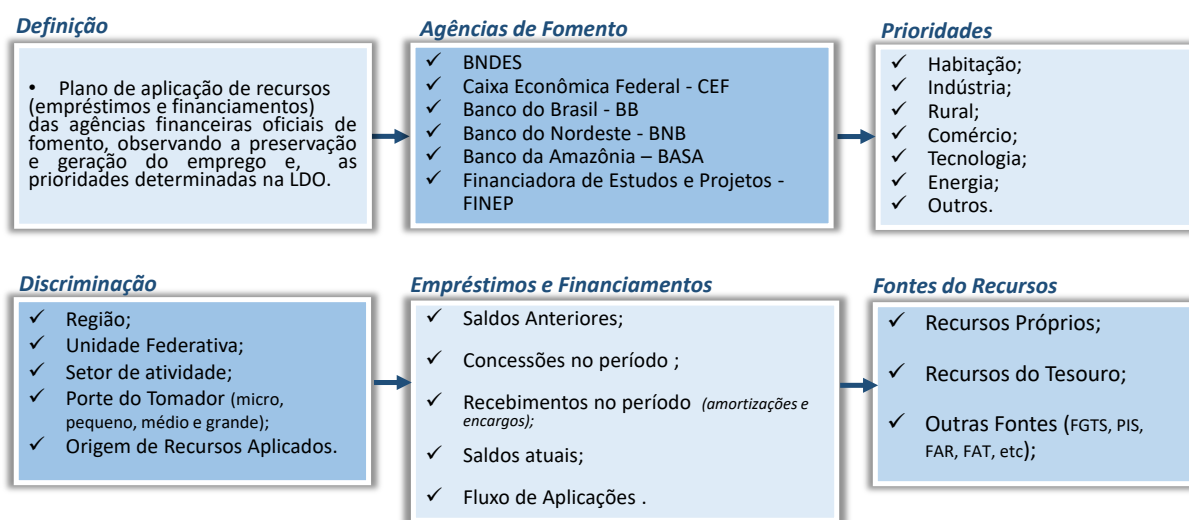 Definição
• Plano de aplicação de recursos
(empréstimos e financiamentos)
das agências financeiras oficiais de
fomento, observando a preservação
e geração do emprego e, as
prioridades determinadas na LDO.
Agências de Fomento
✓ BNDES
✓ Caixa Econômica Federal - CEF
✓ Banco do Brasil - BB
✓ Banco do Nordeste - BNB
✓ Banco da Amazônia – BASA
✓ Financiadora de Estudos e Projetos -
FINEP
Prioridades
✓ Habitação;
✓ Indústria;
✓ Rural;
✓ Comércio;
✓ Tecnologia;
✓ Energia;
✓ Outros.
Discriminação
✓ Região;
✓ Unidade Federativa;
✓ Setor de atividade;
✓ Porte do Tomador (micro,
pequeno, médio e grande);
✓ Origem de Recursos Aplicados.
Empréstimos e Financiamentos
✓ Saldos Anteriores;
✓ Concessões no período ;
✓ Recebimentos no período (amortizações e
encargos);
✓ Saldos atuais;
✓ Fluxo de Aplicações .
Fontes do Recursos
✓ Recursos Próprios;
✓ Recursos do Tesouro;
✓ Outras Fontes (FGTS, PIS,
FAR, FAT, etc);